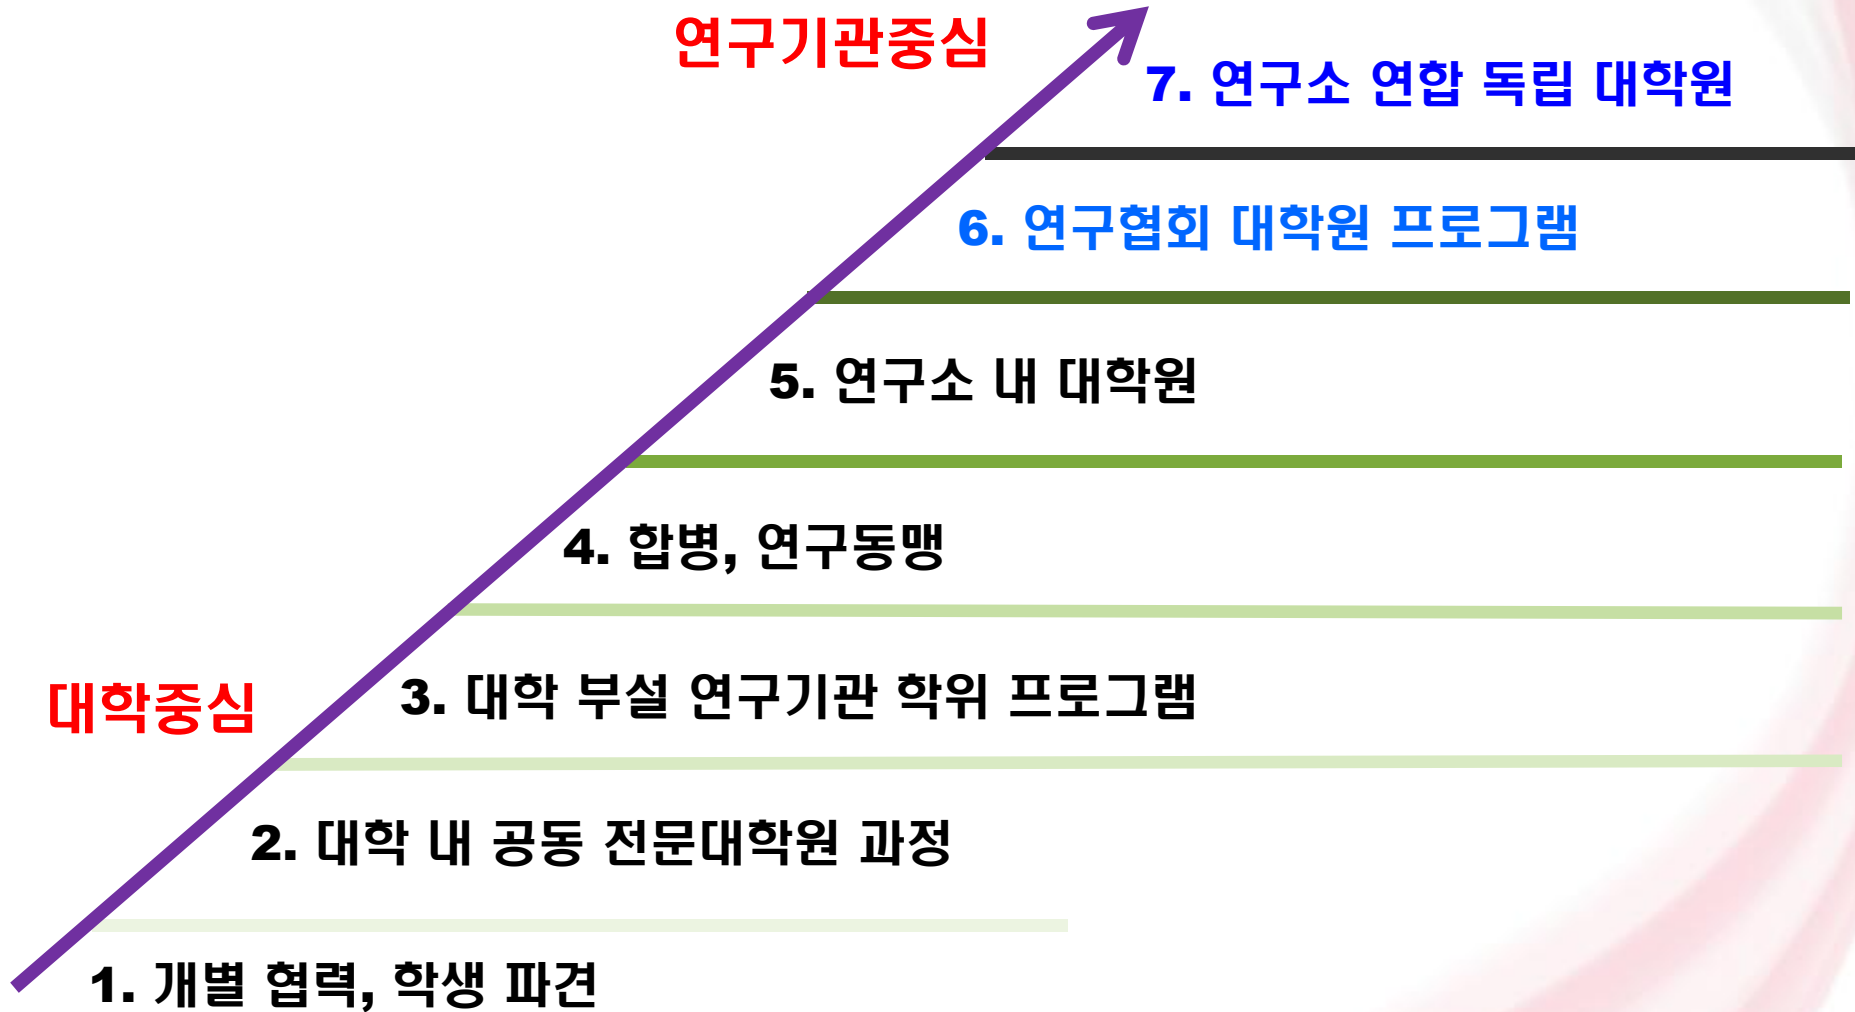 연구기관중심
7. 연구소 연합 독립 대학원
6. 연구협회 대학원 프로그램
5. 연구소 내 대학원
4. 합병, 연구동맹
대학중심
3. 대학 부설 연구기관 학위 프로그램
2. 대학 내 공동 전문대학원 과정
1. 개별 협력, 학생 파견